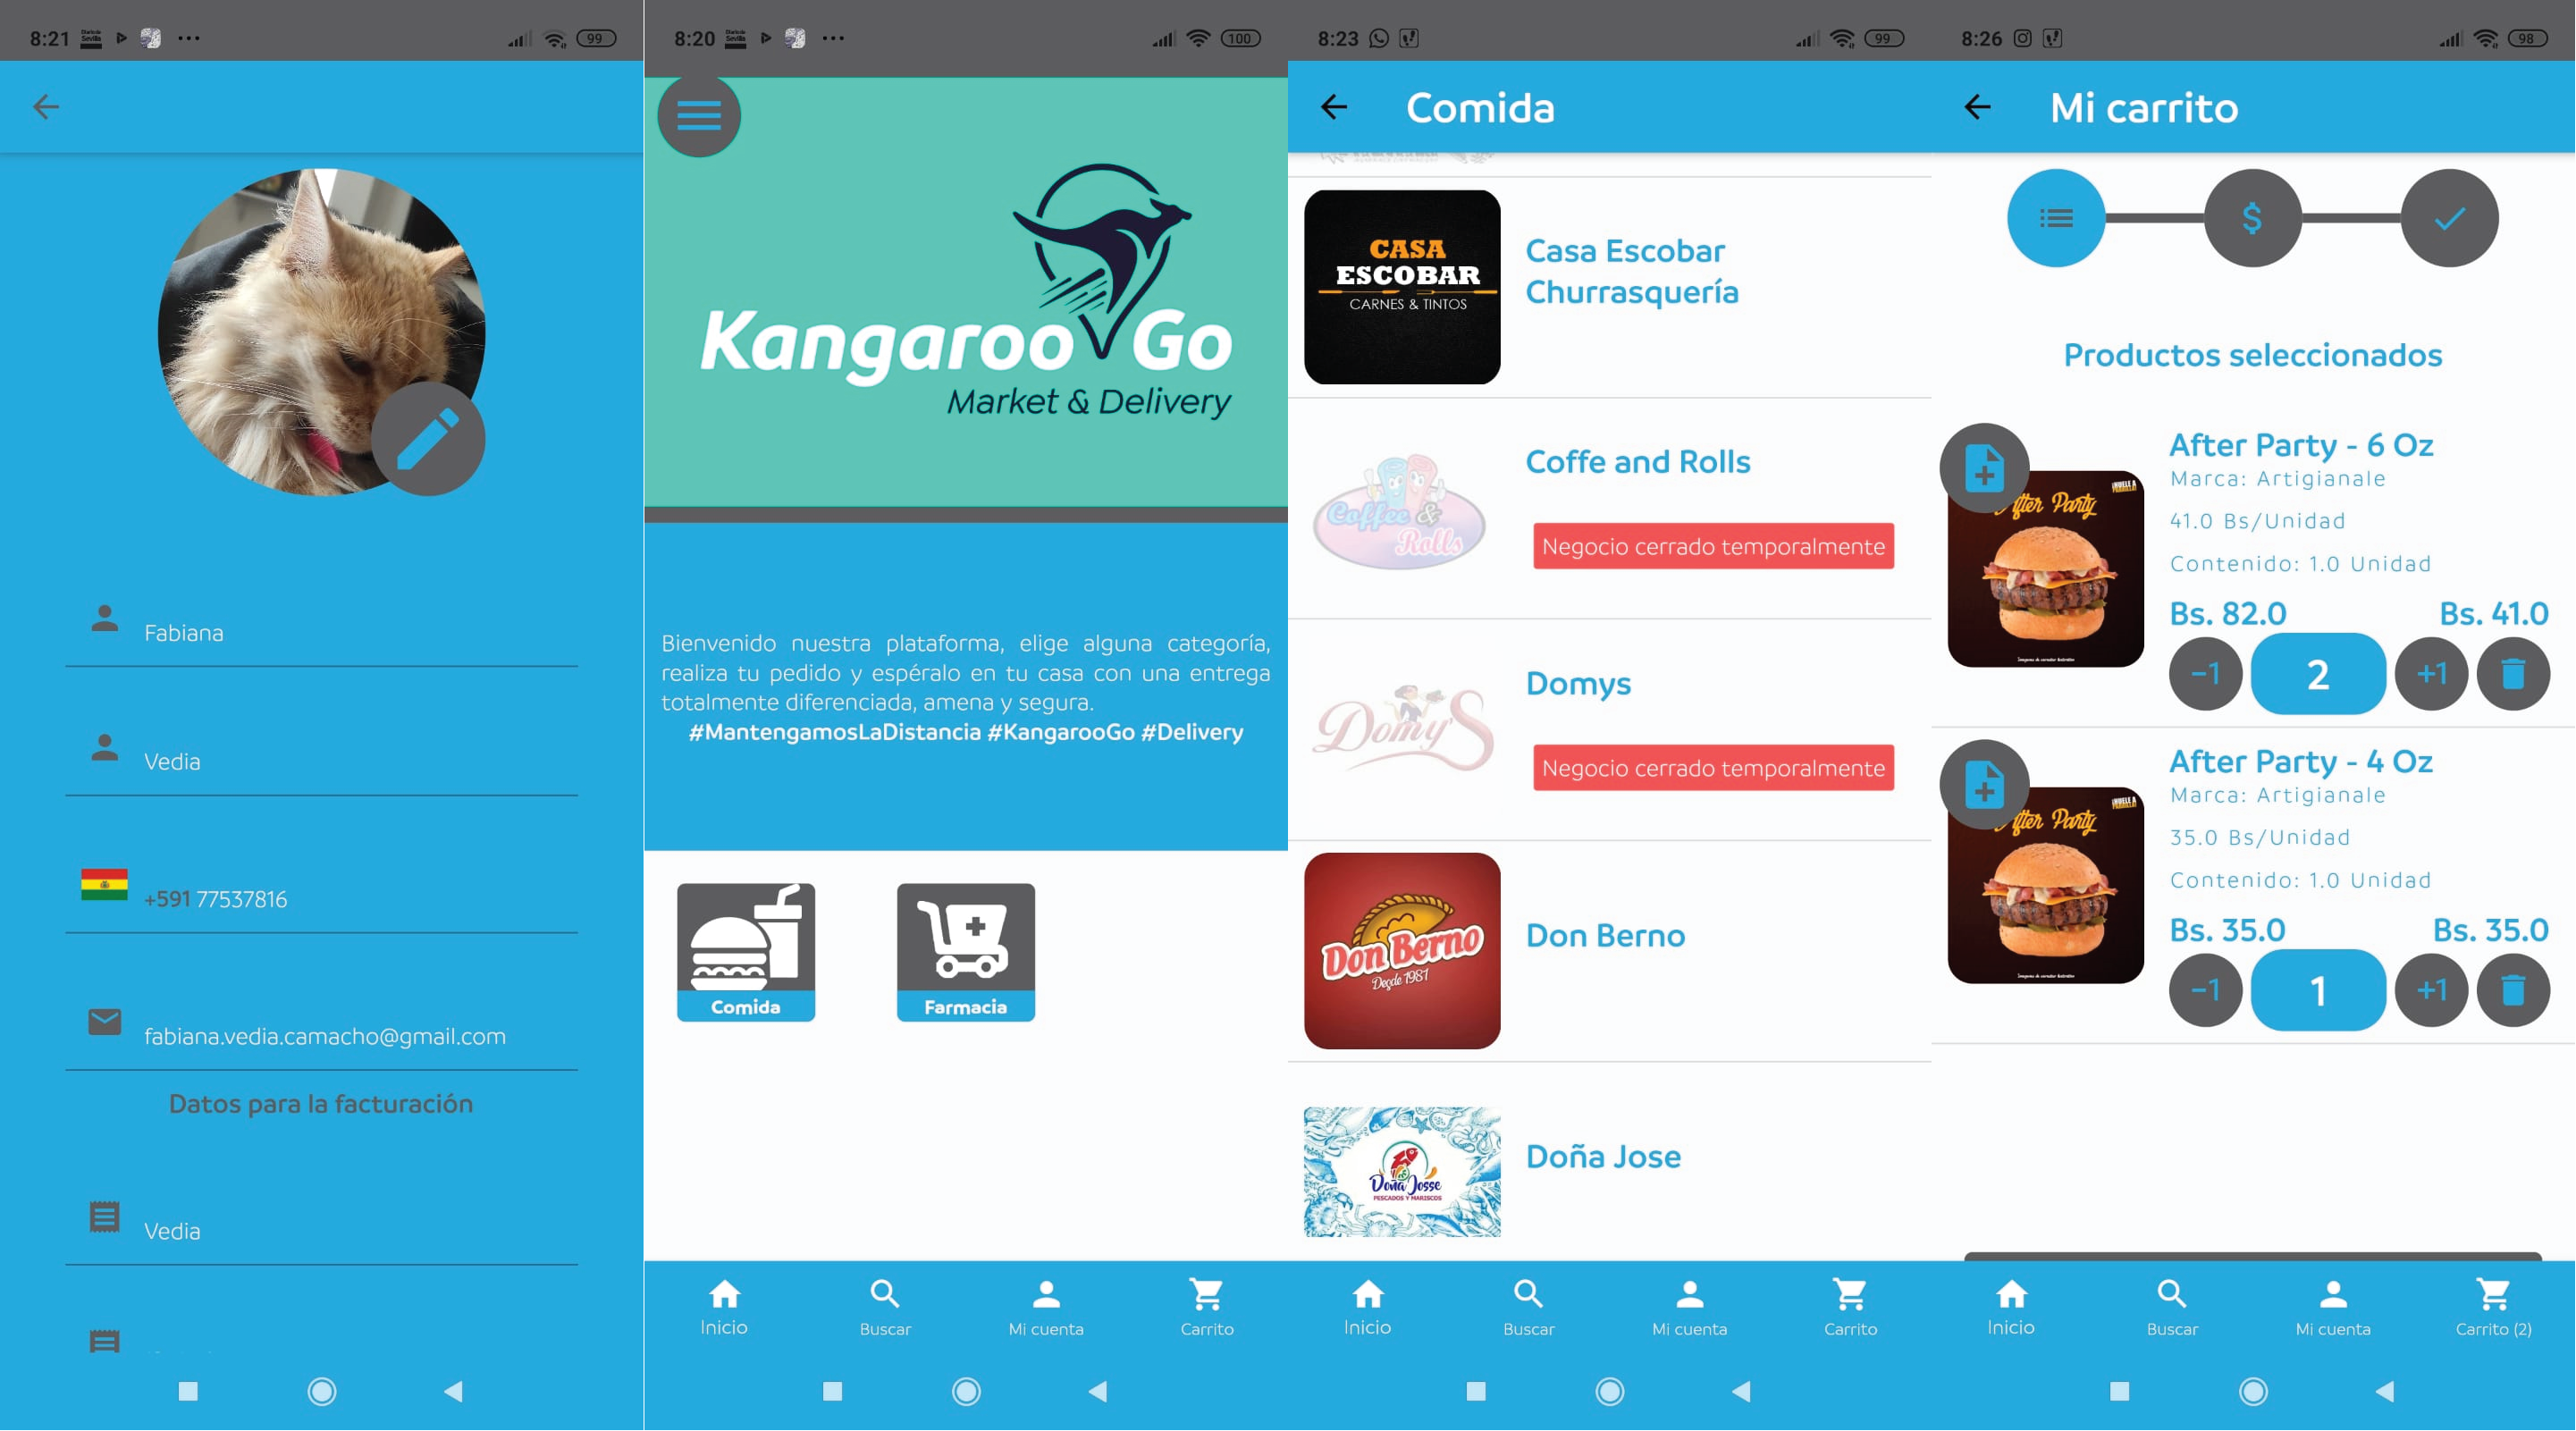 8:21
99
Fabiana
Vedia
+591 77537816
fabiana.vedia.camacho@gmail.com
Datos para la facturación
Vedia
8:20
100
Kangaroo Go
Market & Delivery
Bienvenido nuestra plataforma, elige alguna categoría,
realiza tu pedido y espéralo en tu casa con una entrega
totalmente diferenciada, amena y segura.
#MantengamosLaDistancia #KangarooGo #Delivery
Comida
Farmacia
Inicio
Buscar
Mi cuenta
Carrito
8:23
99
Comida
CASA
ESCOBAR
CARNES & TINTOS
Casa Escobar
Churrasquería
Coffee &
Rolls
Coffe and Rolls
Negocio cerrado temporalmente
Domy's
Domys
Negocio cerrado temporalmente
Don Berno
Desde 1981
Don Berno
Doña Josse
PESCADOS Y MARISCOS
Doña Jose
Inicio
Buscar
Mi cuenta
Carrito
8:26
98
Mi carrito
$
Productos seleccionados
After Party
After Party - 6 Oz
Marca: Artigianale
41.0 Bs/Unidad
Contenido: 1.0 Unidad
Bs. 82.0
Bs. 41.0
-1
2
+1
After Party
After Party - 4 Oz
Marca: Artigianale
35.0 Bs/Unidad
Contenido: 1.0 Unidad
Bs. 35.0
Bs. 35.0
-1
1
+1
Inicio
Buscar
Mi cuenta
Carrito (2)